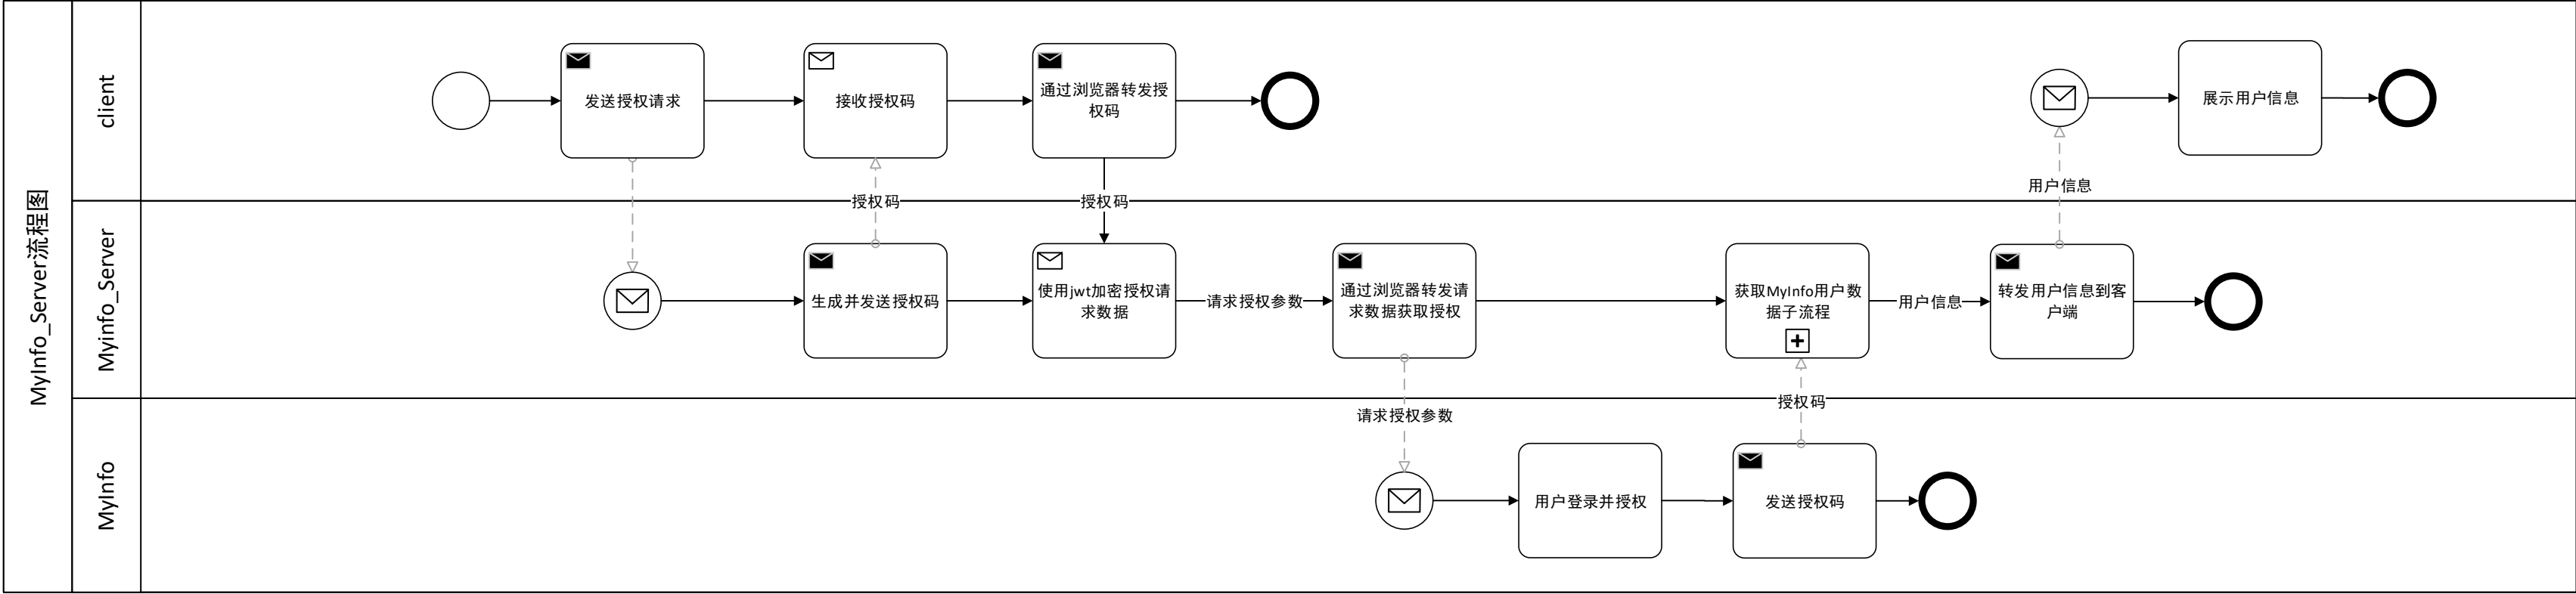 MyInfo_Server流程图
client
发送授权请求
接收授权码
通过浏览器转发授
权码
展示用户信息
用户信息
授权码
授权码
Myinfo_Server
生成并发送授权码
使用jwt加密授权请
求数据
请求授权参数
通过浏览器转发请
求数据获取授权
获取MyInfo用户数
据子流程
用户信息
转发用户信息到客
户端
请求授权参数
授权码
MyInfo
用户登录并授权
发送授权码